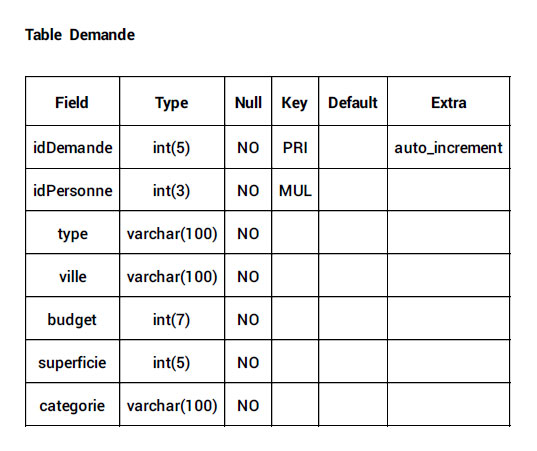 Table Demande
Field Type Null Key Default Extra
idDemande int(5) NO PRI auto_increment
idPersonne int(3) NO MUL
type varchar(100) NO
ville varchar(100) NO
budget int(7) NO
superficie int(5) NO
categorie varchar(100) NO